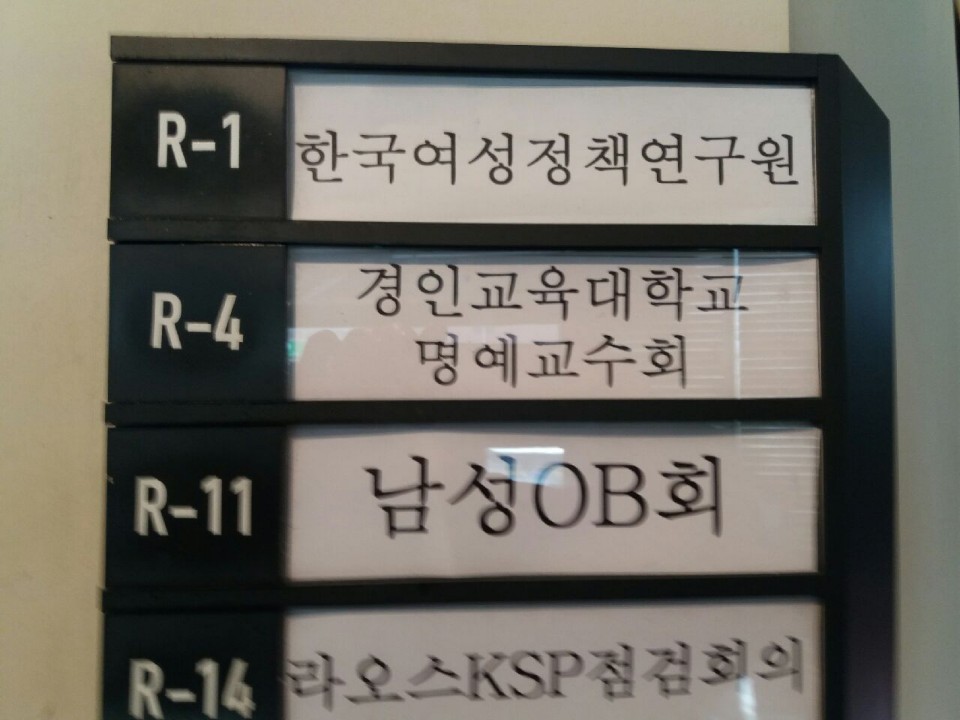 R-1
한국여성정책연구원
R-4
경인교육대학교
명예교수회
R-11
남성OB회
R-14
라오스KSP점검회의